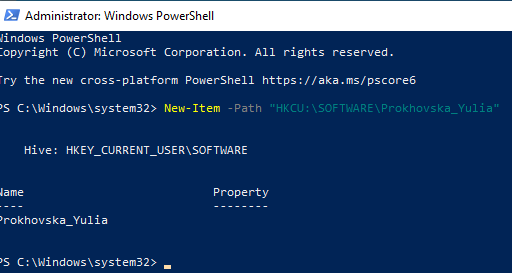 Administrator: Windows PowerShell
Windows PowerShell
Copyright (C) Microsoft Corporation. All rights reserved.
Try the new cross-platform PowerShell https://aka.ms/pscore6
PS C:\Windows\system32> New-Item -Path "HKCU:\SOFTWARE\Prokhovska_Yulia"
Hive: HKEY_CURRENT_USER\SOFTWARE
Name Property
---- --------
Prokhovska_Yulia
PS C:\Windows\system32>